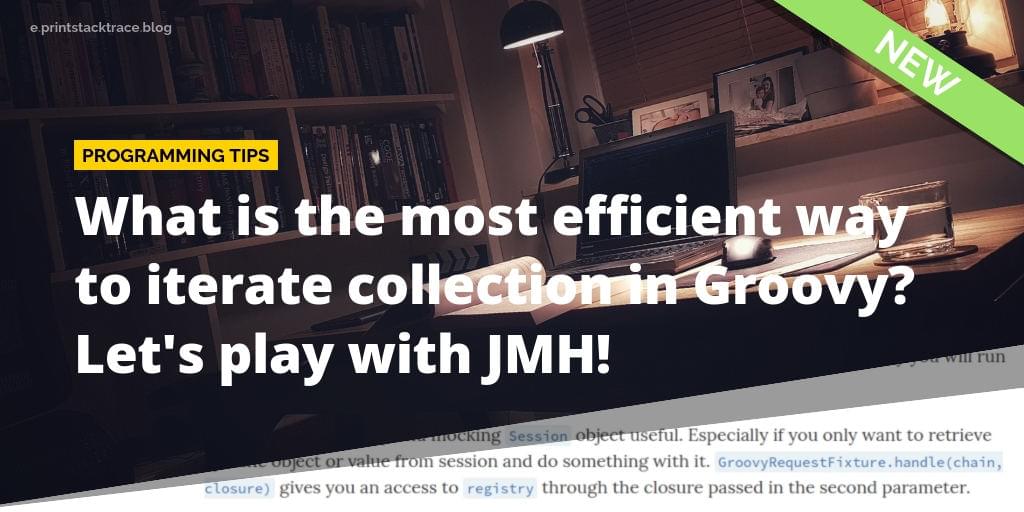 e.printstacktrace.blog
NEW
PROGRAMMING TIPS
What is the most efficient way
to iterate collection in Groovy?
Let's play with JMH!
you will run
mocking Session object useful. Especially if you only want to retrieve
object or value from session and do something with it. GroovyRequestFixture.handle(chain,
closure) gives you an access to registry through the closure passed in the second parameter.